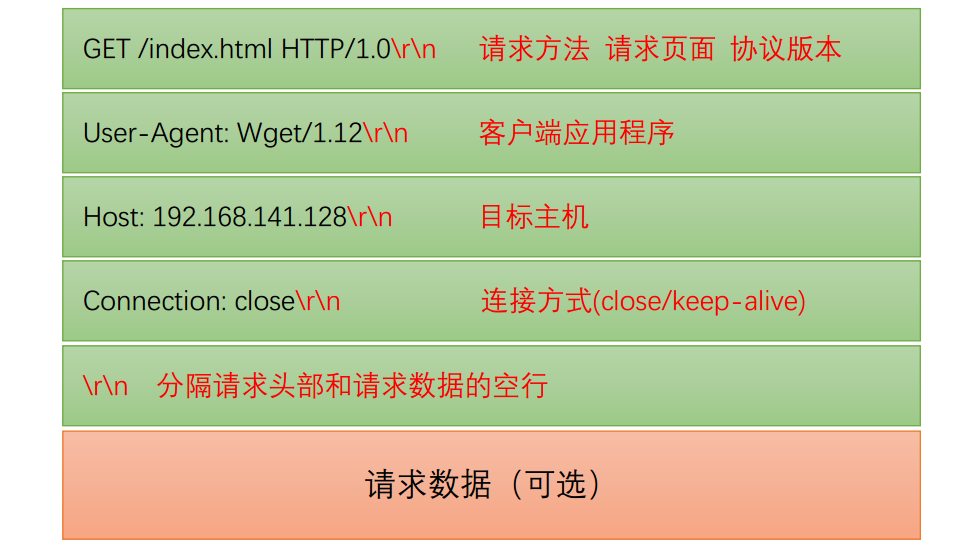 GET /index.html HTTP/1.0\r\n 请求方法 请求页面 协议版本
User-Agent: Wget/1.12\r\n 客户端应用程序
Host: 192.168.141.128\r\n 目标主机
Connection: close\r\n 连接方式(close/keep-alive)
\r\n 分隔请求头部和请求数据的空行
请求数据（可选）